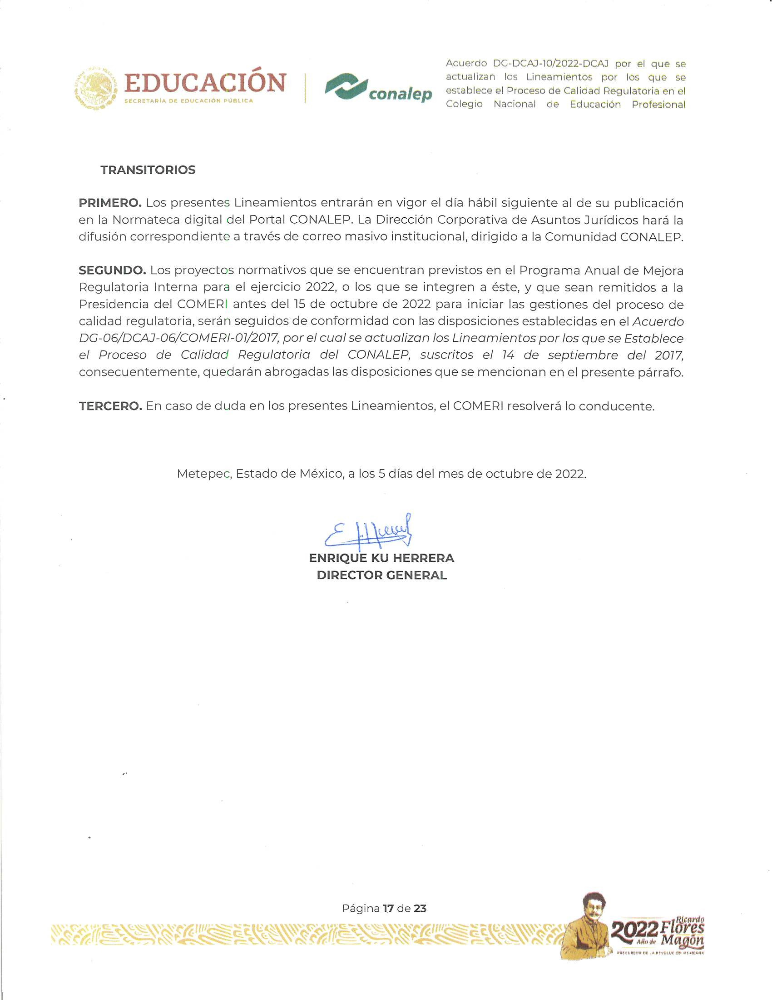 EDUCACIÓN
SECRETARÍA DE EDUCACIÓN PÚBLICA
conalep
Acuerdo DG-DCAJ-10/2022-DCAJ por el que se
actualizan los Lineamientos por los que se
establece el Proceso de Calidad Regulatoria en el
Colegio Nacional de Educación Profesional
TRANSITORIOS
PRIMERO. Los presentes Lineamientos entrarán en vigor el día hábil siguiente al de su publicación
en la Normateca digital del Portal CONALEP. La Dirección Corporativa de Asuntos Jurídicos hará la
difusión correspondiente a través de correo masivo institucional, dirigido a la Comunidad CONALEP.
SEGUNDO. Los proyectos normativos que se encuentran previstos en el Programa Anual de Mejora
Regulatoria Interna para el ejercicio 2022, o los que se integren a éste, y que sean remitidos a la
Presidencia del COMERI antes del 15 de octubre de 2022 para iniciar las gestiones del proceso de
calidad regulatoria, serán seguidos de conformidad con las disposiciones establecidas en el Acuerdo
DG-06/DCAJ-06/COMERI-01/2017, por el cual se actualizan los Lineamientos por los que se Establece
el Proceso de Calidad Regulatoria del CONALEP, suscritos el 14 de septiembre del 2017,
consecuentemente, quedarán abrogadas las disposiciones que se mencionan en el presente párrafo.
TERCERO. En caso de duda en los presentes Lineamientos, el COMERI resolverá lo conducente.
Metepec, Estado de México, a los 5 días del mes de octubre de 2022.
ENRIQUE KU HERRERA
DIRECTOR GENERAL
Página 17 de 23
2022 Ricardo
Flores
Año de Magón
PRECURSOR DE LA REVOLUCIÓN MEXICANA